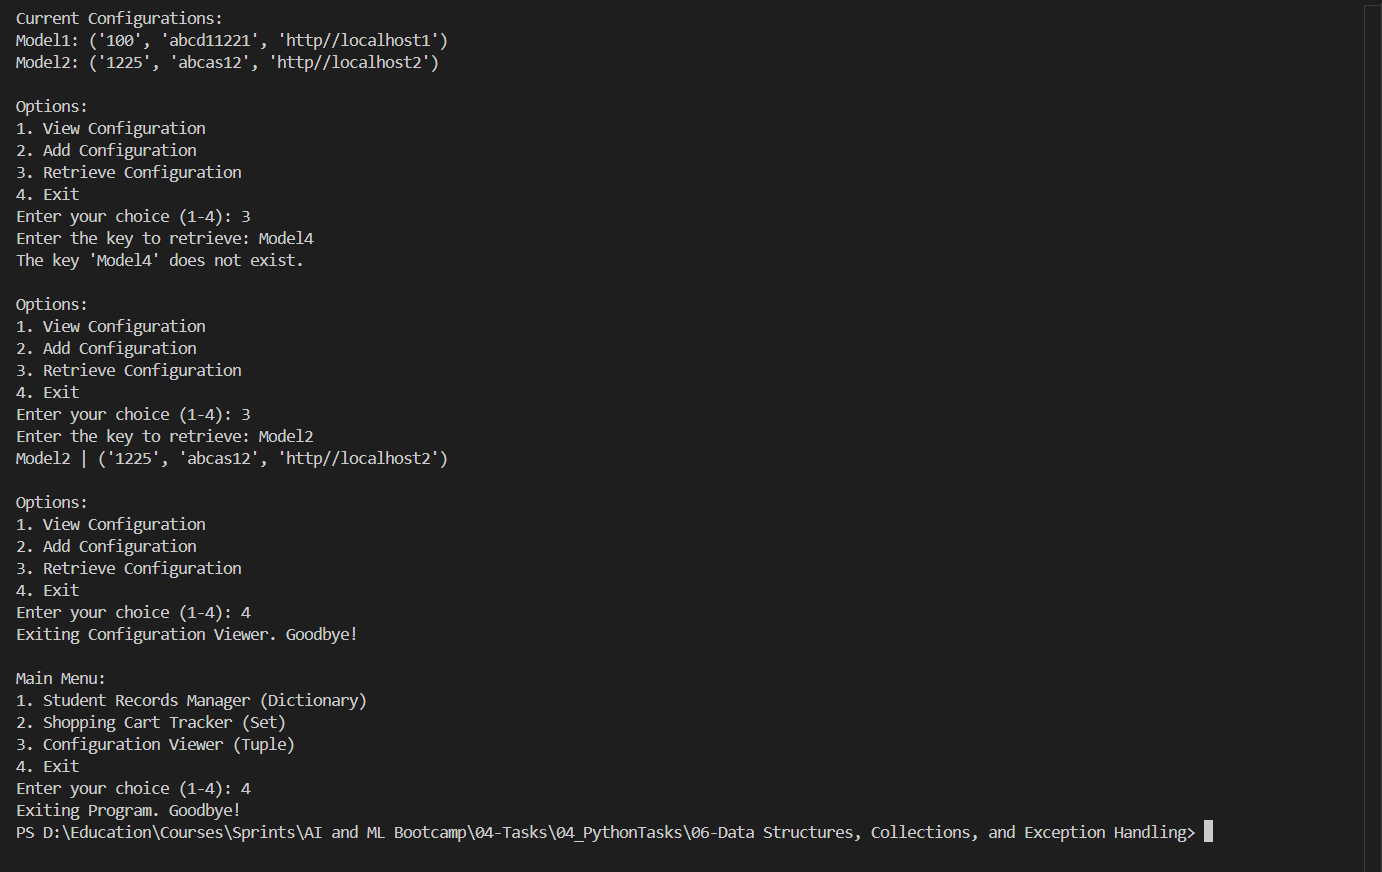 Current Configurations:
Model1: ('100', 'abcd11221', 'http//localhost1')
Model2: ('1225', 'abcas12', 'http//localhost2')
Options:
1. View Configuration
2. Add Configuration
3. Retrieve Configuration
4. Exit
Enter your choice (1-4): 3
Enter the key to retrieve: Model4
The key 'Model4' does not exist.
Options:
1. View Configuration
2. Add Configuration
3. Retrieve Configuration
4. Exit
Enter your choice (1-4): 3
Enter the key to retrieve: Model2
Model2 | ('1225', 'abcas12', 'http//localhost2')
Options:
1. View Configuration
2. Add Configuration
3. Retrieve Configuration
4. Exit
Enter your choice (1-4): 4
Exiting Configuration Viewer. Goodbye!
Main Menu:
1. Student Records Manager (Dictionary)
2. Shopping Cart Tracker (Set)
3. Configuration Viewer (Tuple)
4. Exit
Enter your choice (1-4): 4
Exiting Program. Goodbye!
PS D:\Education\Courses\Sprints\AI and ML Bootcamp\04-Tasks\04_PythonTasks\06-Data Structures, Collections, and Exception Handling>